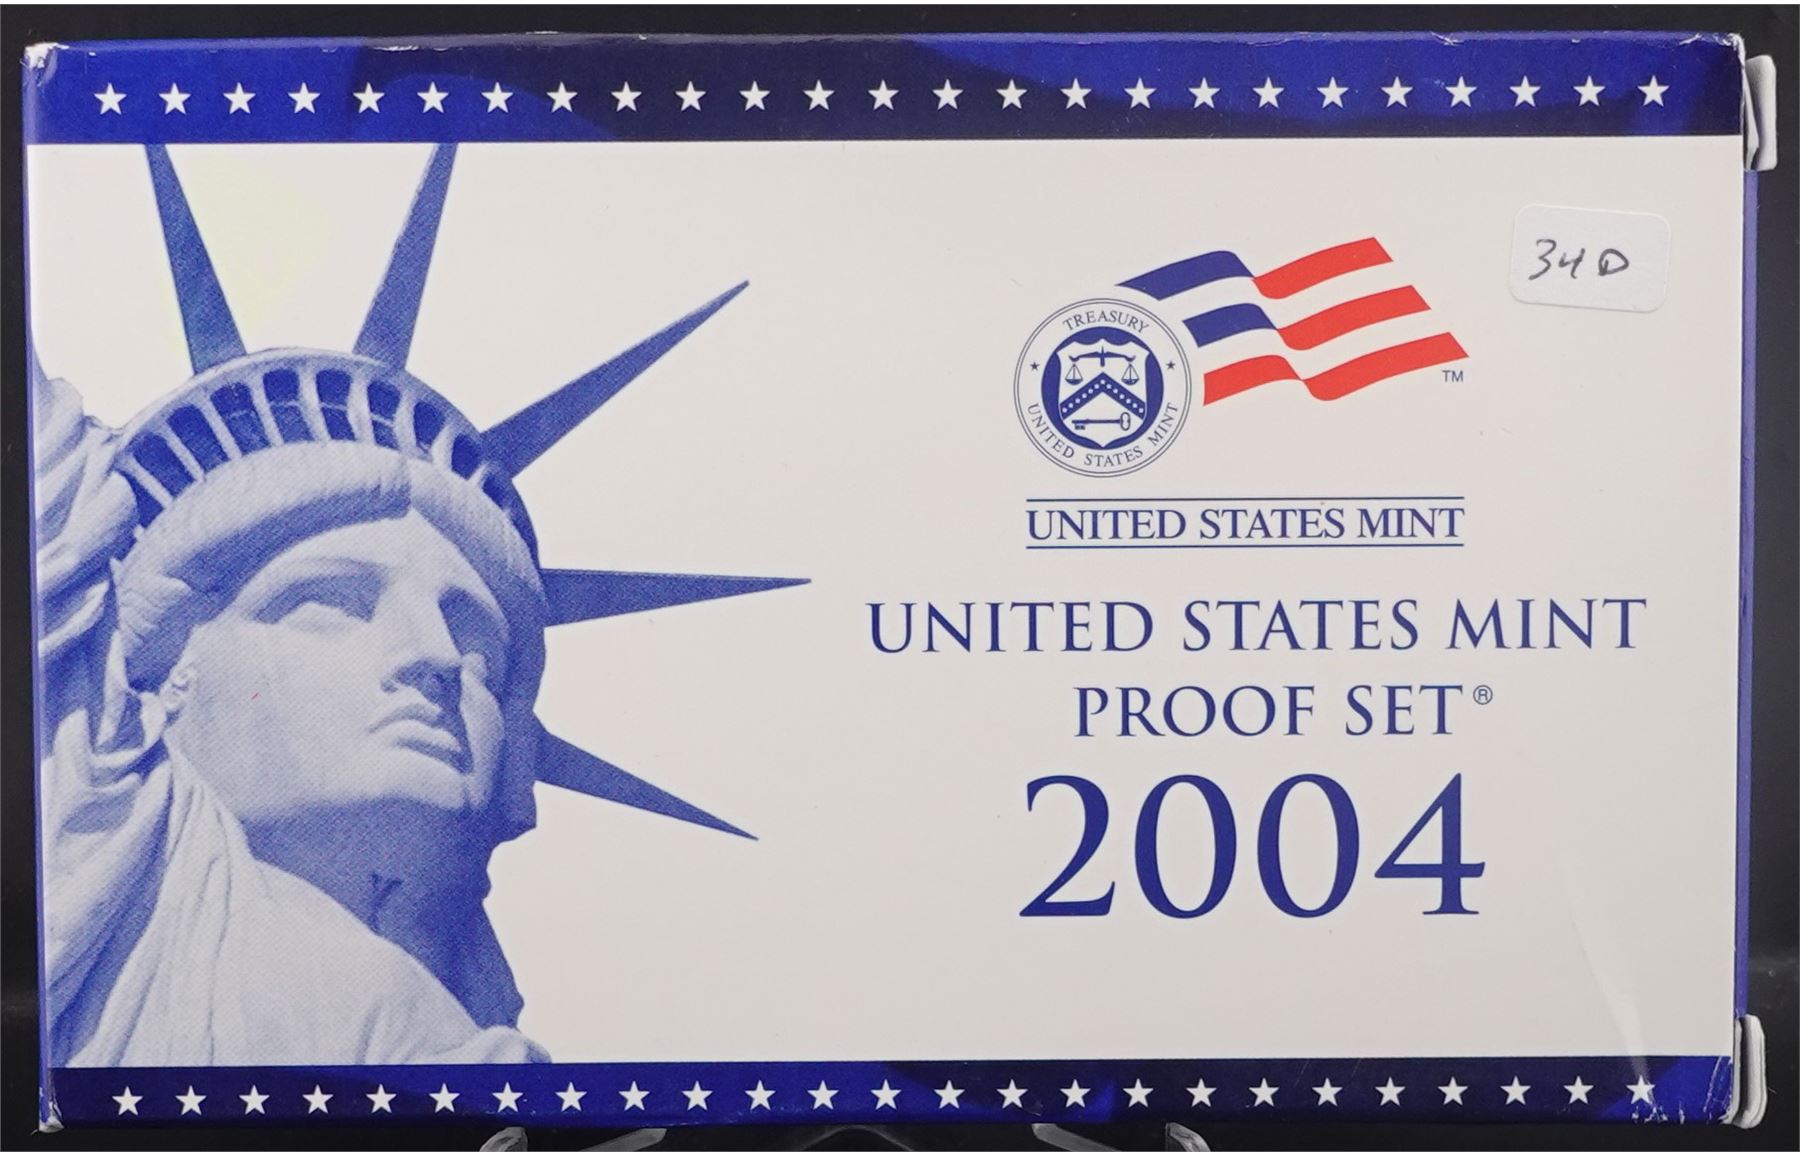 34D
TREASURY
UNITED STATES MINT
TM
UNITED STATES MINT
UNITED STATES MINT
PROOF SET®
2004